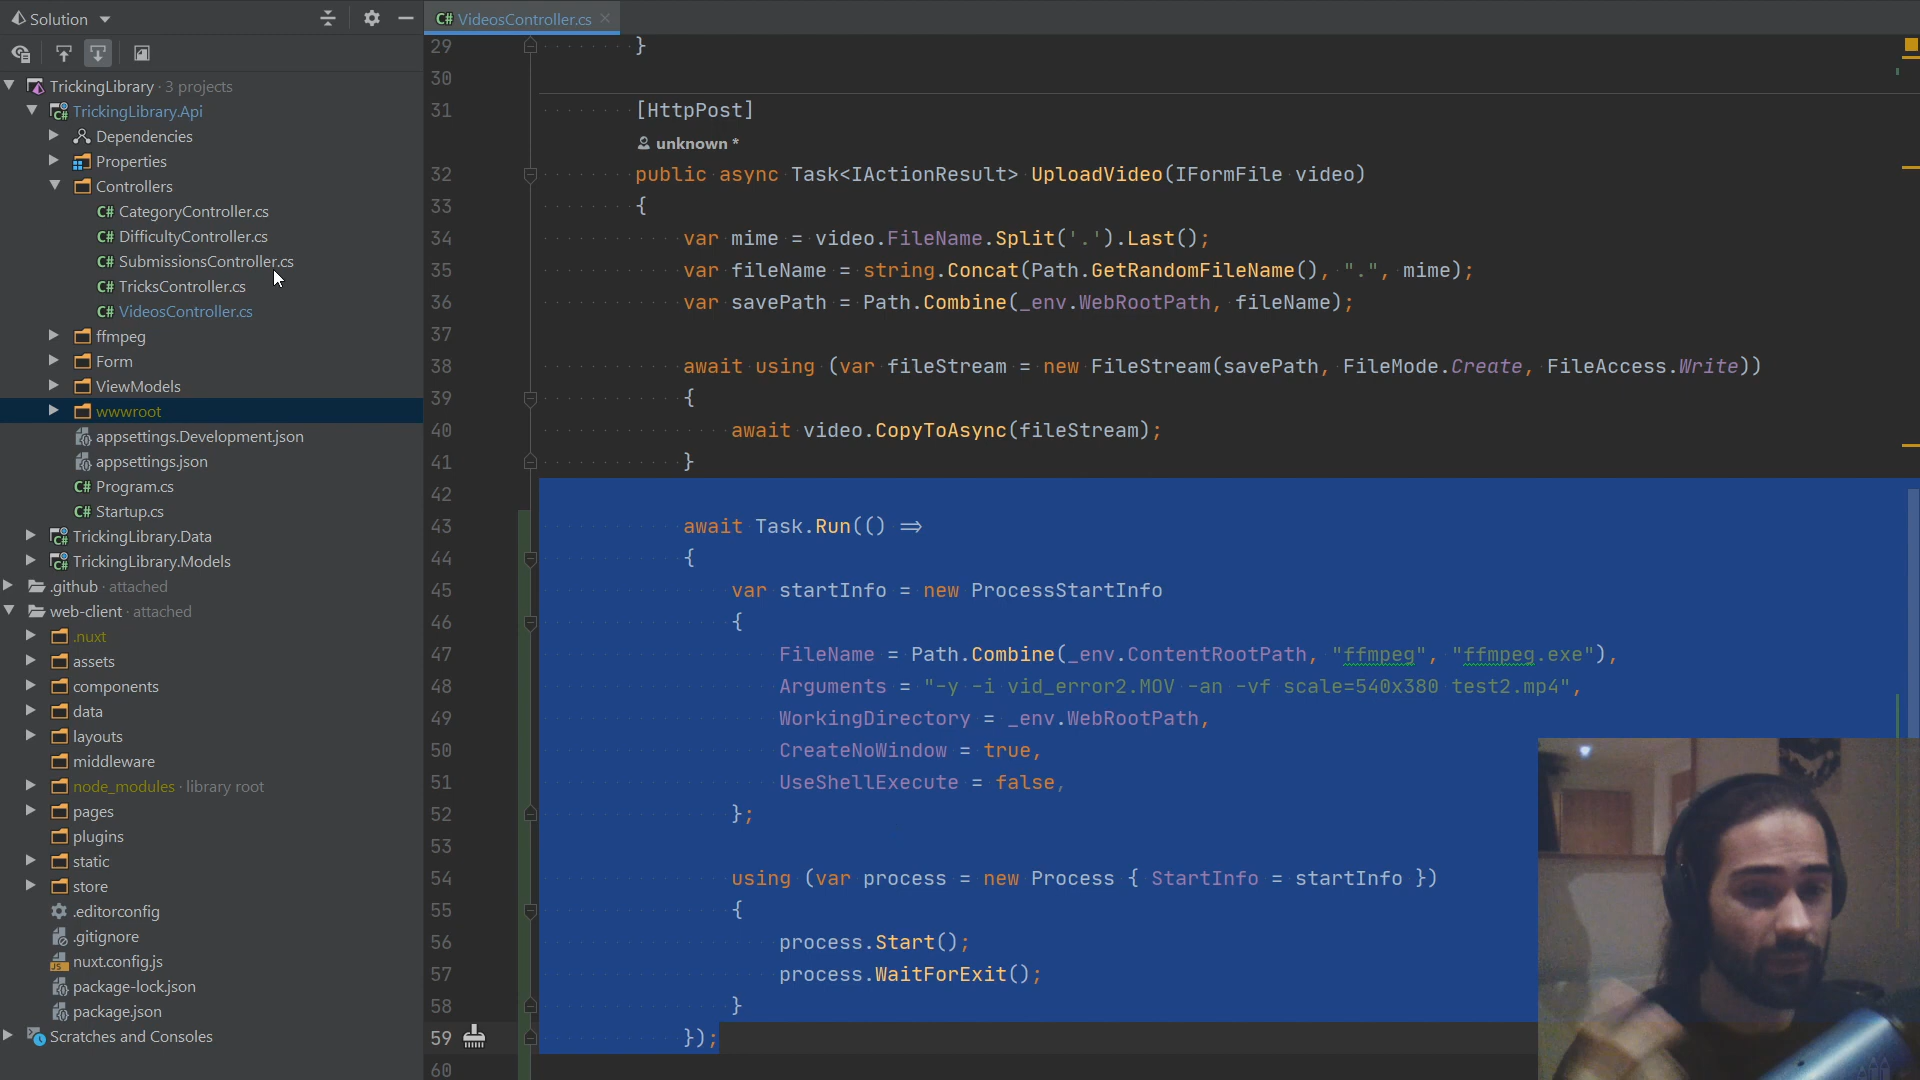 Solution
TrickingLibrary · 3 projects
TrickingLibrary.Api
Dependencies
Properties
Controllers
C# CategoryController.cs
C# DifficultyController.cs
C# SubmissionsController.cs
C# TricksController.cs
C# VideosController.cs
ffmpeg
Form
ViewModels
wwwroot
appsettings.Development.json
appsettings.json
C# Program.cs
C# Startup.cs
TrickingLibrary.Data
TrickingLibrary.Models
.github · attached
web-client · attached
.nuxt
assets
components
data
layouts
middleware
node_modules · library root
pages
plugins
static
store
.editorconfig
.gitignore
nuxt.config.js
package-lock.json
package.json
Scratches and Consoles
C# VideosController.cs
29 }
30
31 [HttpPost]
unknown *
32 public async Task<IActionResult> UploadVideo(IFormFile video)
33 {
34 var mime = video.FileName.Split('.').Last();
35 var fileName = string.Concat(Path.GetRandomFileName(), ".", mime);
36 var savePath = Path.Combine(_env.WebRootPath, fileName);
37
38 await using (var fileStream = new FileStream(savePath, FileMode.Create, FileAccess.Write))
39 {
40 await video.CopyToAsync(fileStream);
41 }
42
43 await Task.Run(() =>
44 {
45 var startInfo = new ProcessStartInfo
46 {
47 FileName = Path.Combine(_env.ContentRootPath, "ffmpeg", "ffmpeg.exe"),
48 Arguments = "-y -i vid_error2.MOV -an -vf scale=540x380 test2.mp4",
49 WorkingDirectory = _env.WebRootPath,
50 CreateNoWindow = true,
51 UseShellExecute = false,
52 };
53
54 using (var process = new Process { StartInfo = startInfo })
55 {
56 process.Start();
57 process.WaitForExit();
58 }
59 });
60